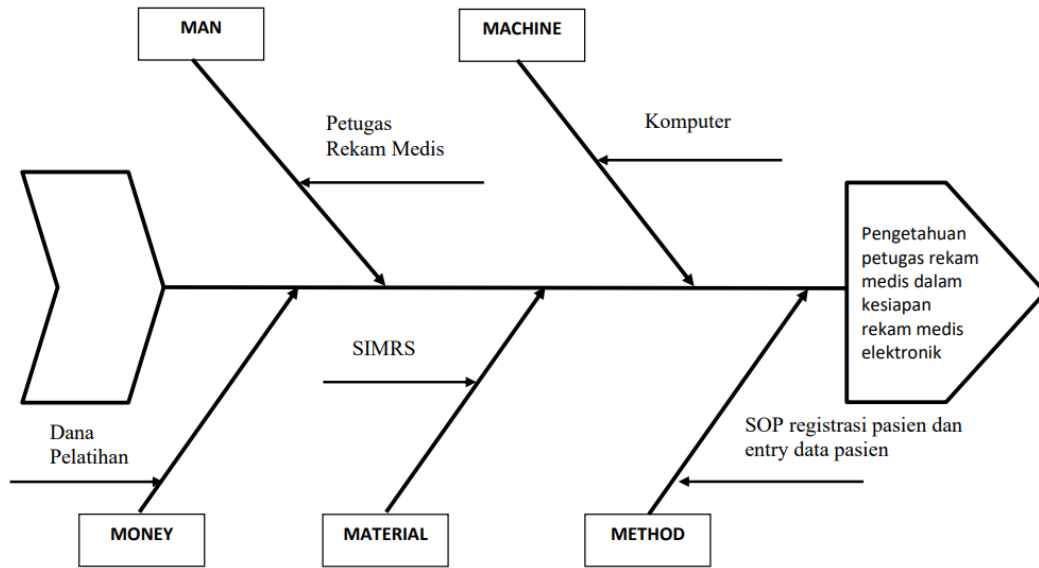 MAN
MACHINE
Petugas
Rekam Medis
Komputer
Pengetahuan
petugas rekam
medis dalam
kesiapan
rekam medis
elektronik
SIMRS
Dana
Pelatihan
SOP registrasi pasien dan
entry data pasien
MONEY
MATERIAL
METHOD